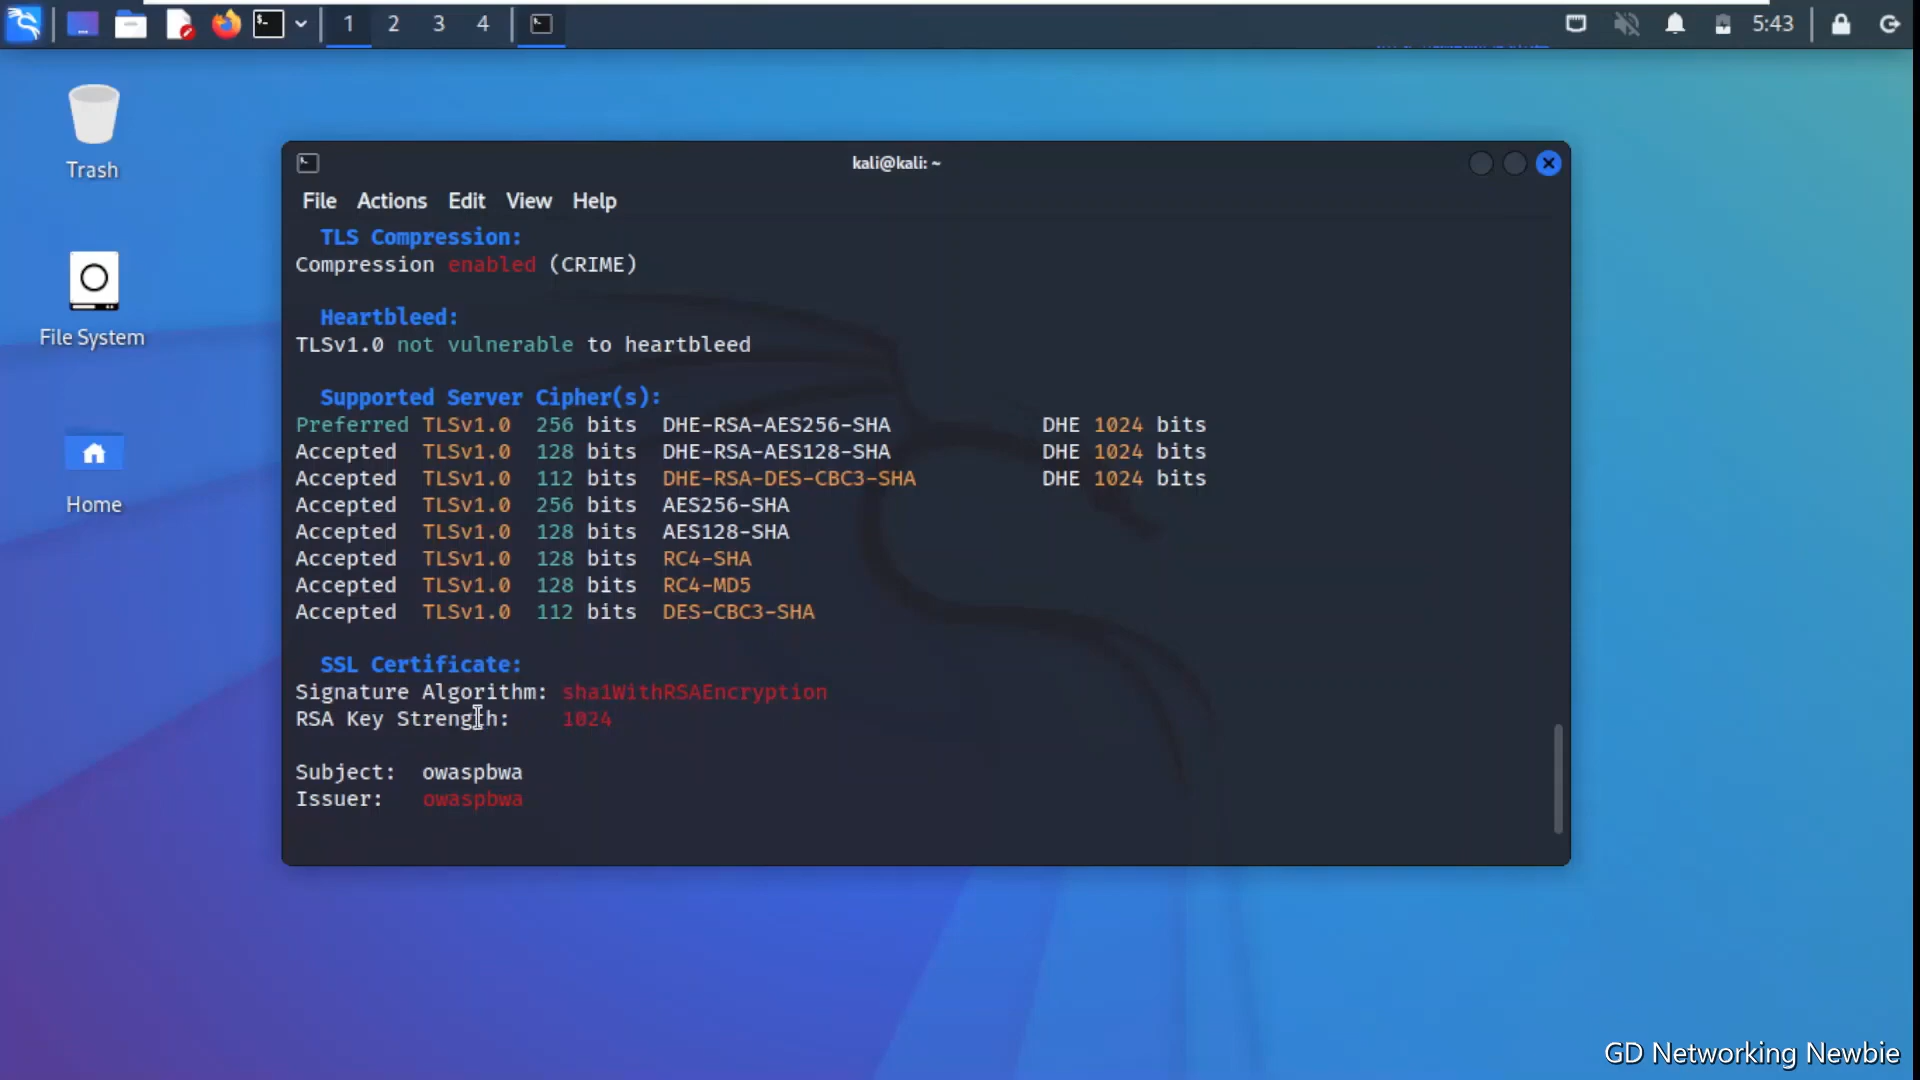 1 2 3 4 5:43
Trash
File System
Home
kali@kali: ~
File Actions Edit View Help
TLS Compression:
Compression enabled (CRIME)
Heartbleed:
TLSv1.0 not vulnerable to heartbleed
Supported Server Cipher(s):
Preferred TLSv1.0 256 bits DHE-RSA-AES256-SHA DHE 1024 bits
Accepted TLSv1.0 128 bits DHE-RSA-AES128-SHA DHE 1024 bits
Accepted TLSv1.0 112 bits DHE-RSA-DES-CBC3-SHA DHE 1024 bits
Accepted TLSv1.0 256 bits AES256-SHA
Accepted TLSv1.0 128 bits AES128-SHA
Accepted TLSv1.0 128 bits RC4-SHA
Accepted TLSv1.0 128 bits RC4-MD5
Accepted TLSv1.0 112 bits DES-CBC3-SHA
SSL Certificate:
Signature Algorithm: sha1WithRSAEncryption
RSA Key Strength: 1024
Subject: owaspbwa
Issuer: owaspbwa
GD Networking Newbie